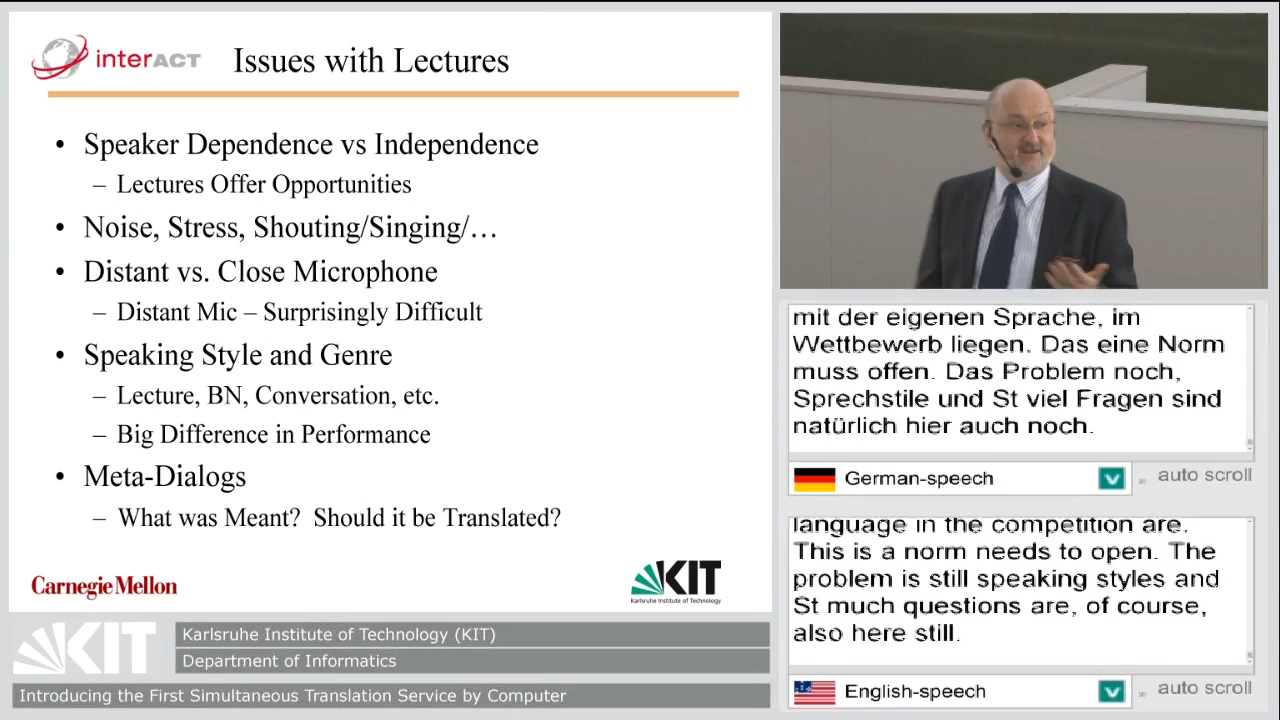 interACT
Issues with Lectures
• Speaker Dependence vs Independence
– Lectures Offer Opportunities
• Noise, Stress, Shouting/Singing/…
• Distant vs. Close Microphone
– Distant Mic – Surprisingly Difficult
• Speaking Style and Genre
– Lecture, BN, Conversation, etc.
– Big Difference in Performance
• Meta-Dialogs
– What was Meant? Should it be Translated?
Carnegie Mellon
KIT
Karlsruhe Institute of Technology
mit der eigenen Sprache, im
Wettbewerb liegen. Das eine Norm
muss offen. Das Problem noch,
Sprechstile und St viel Fragen sind
natürlich hier auch noch.
German-speech
auto scroll
language in the competition are.
This is a norm needs to open. The
problem is still speaking styles and
St much questions are, of course,
also here still.
English-speech
auto scroll
KIT
Karlsruhe Institute of Technology (KIT)
Department of Informatics
Introducing the First Simultaneous Translation Service by Computer